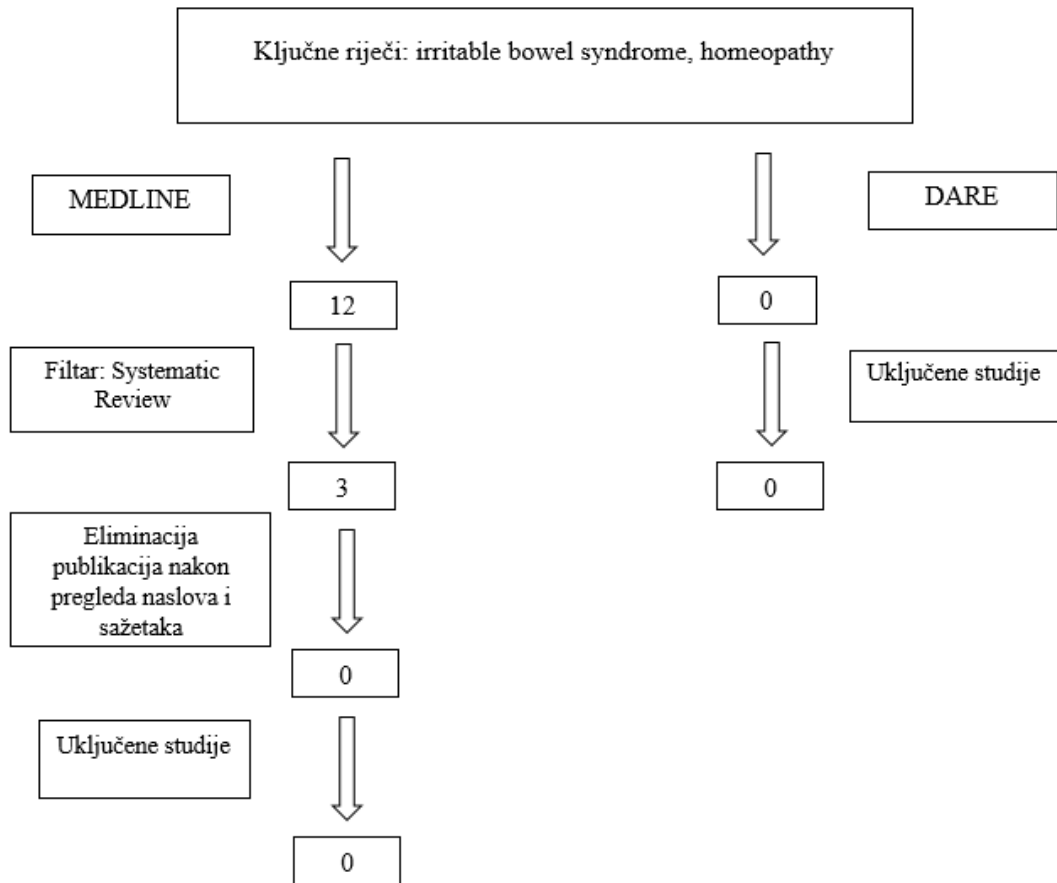 Ključne riječi: irritable bowel syndrome, homeopathy
MEDLINE
DARE
12
0
Filtar: Systematic
Review
Uključene studije
3
0
Eliminacija
publikacija nakon
pregleda naslova i
sažetaka
0
Uključene studije
0